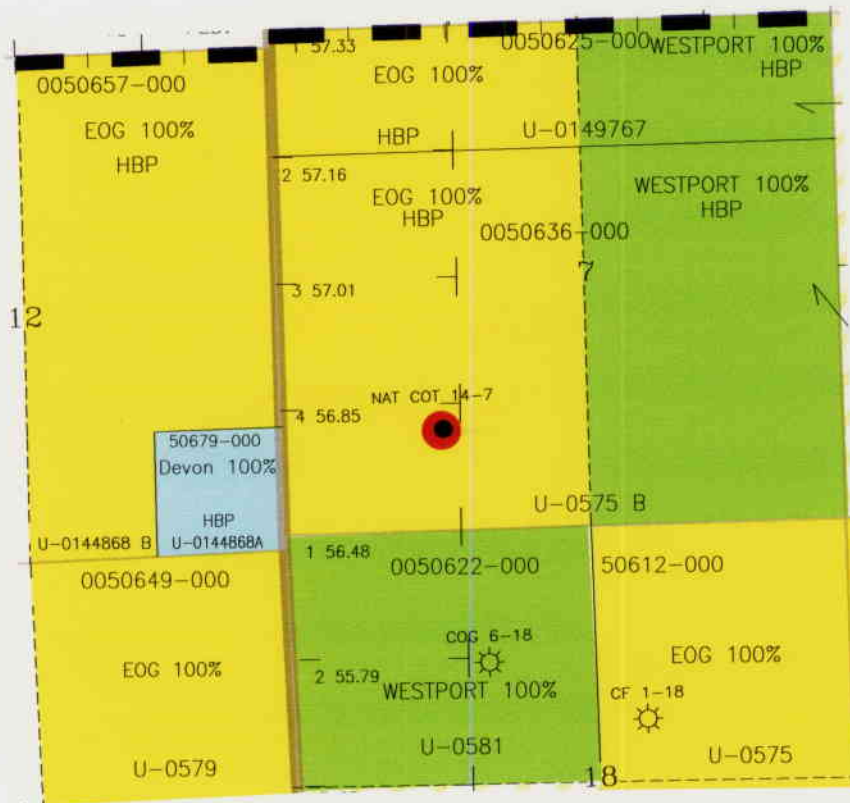 57.33
0050625-000
WESTPORT 100%
HBP
0050657-000
EOG 100%
HBP
EOG 100%
HBP
U-0149767
2 57.16
EOG 100%
HBP
WESTPORT 100%
HBP
0050636-000
7
3 57.01
12
NAT COT 14-7
4 56.85
50679-000
Devon 100%
HBP
U-0144868 B
U-0144868A
U-0575 B
1 56.48
0050649-000
0050622-000
50612-000
COG 6-18
EOG 100%
2 55.79
WESTPORT 100%
EOG 100%
CF 1-18
U-0579
U-0581
U-0575
18